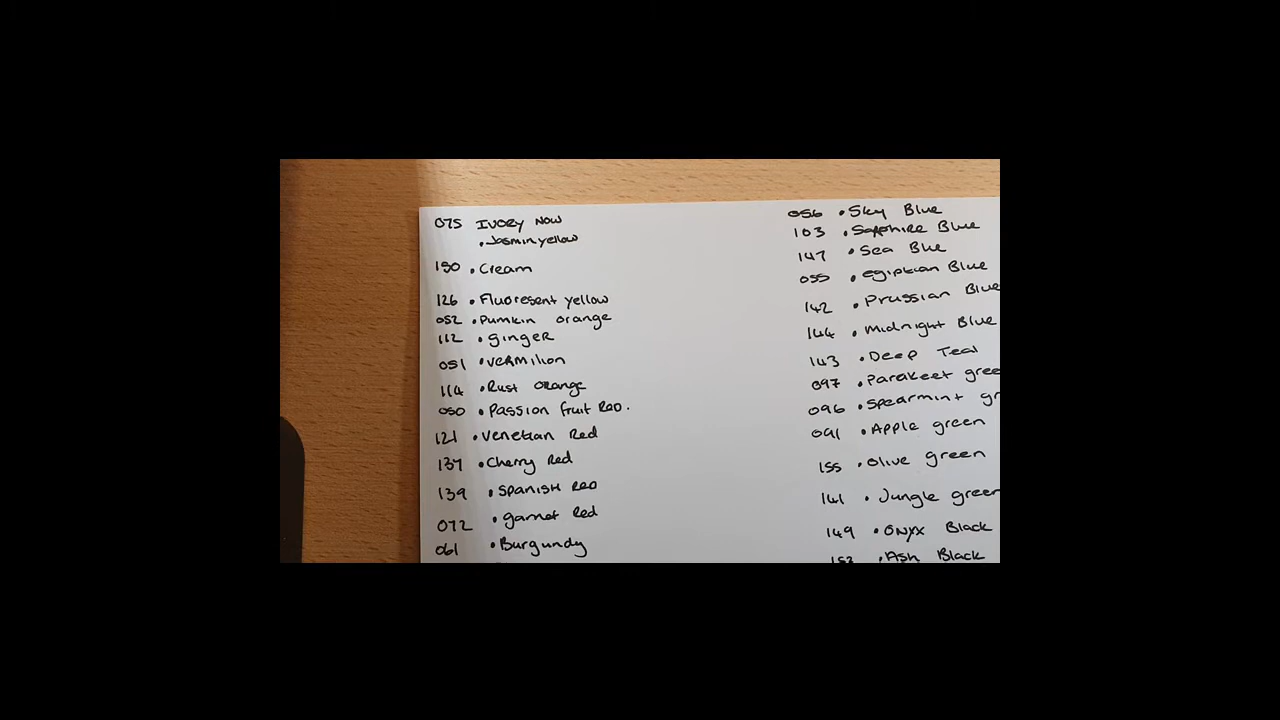 075 IVORY NOW
• Jasmin yellow
150 • Cream
126 • Fluoresent yellow
052 • Pumkin orange
112 • ginger
051 • vermilion
114 • Rust orange
050 • Passion fruit Red.
121 • Venetian Red
137 • Cherry Red
139 • Spanish Red
072 • garnet Red
061 • Burgundy
056 • Sky Blue
103 • Sapphire Blue
147 • Sea Blue
055 • egiptian Blue
142 • Prussian Blue
144 • Midnight Blue
143 • Deep Teal
097 • Parakeet gree
096 • Spearmint gr
091 • Apple green
155 • Olive green
141 • Jungle green
149 • Onyx Black
• Ash Black